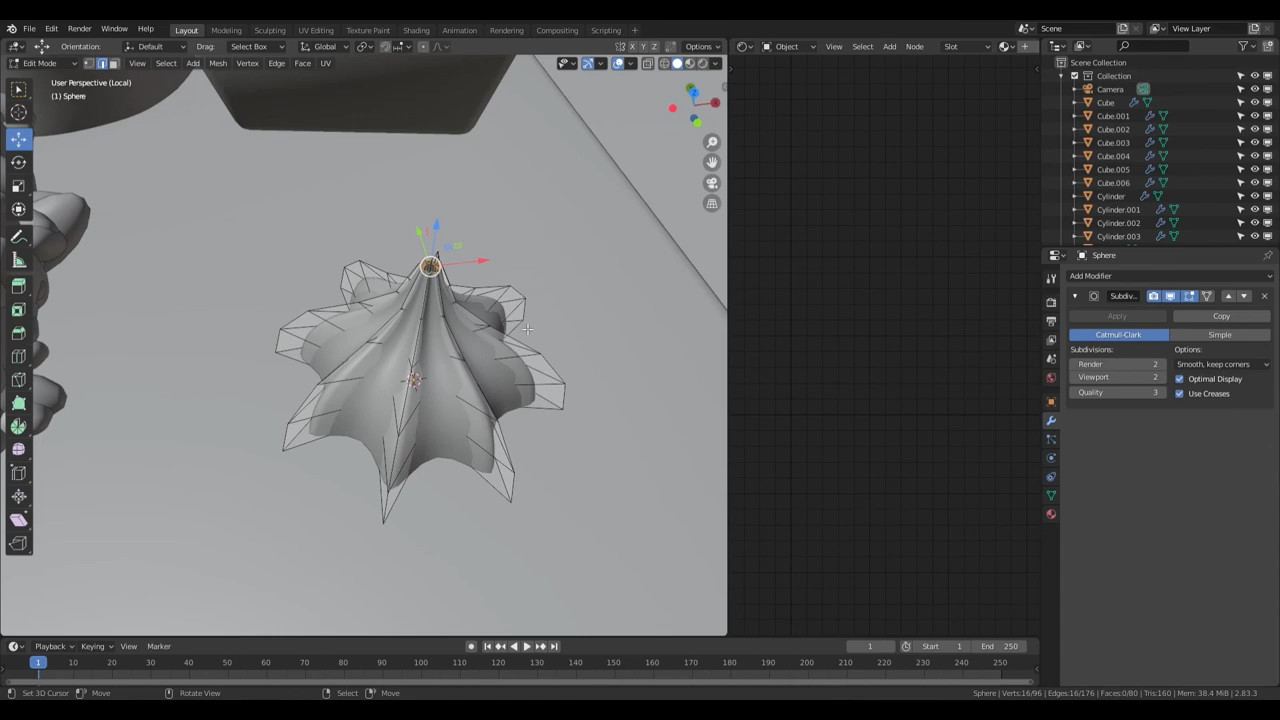 File Edit Render Window Help Layout Modeling Sculpting UV Editing Texture Paint Shading Animation Rendering Compositing Scripting + Scene View Layer
Orientation: Default Drag: Select Box Global X Y Z Options Object View Select Add Node Slot
Edit Mode View Select Add Mesh Vertex Edge Face UV
User Perspective (Local)
(1) Sphere
Scene Collection
Collection
Camera
Cube
Cube.001
Cube.002
Cube.003
Cube.004
Cube.005
Cube.006
Cylinder
Cylinder.001
Cylinder.002
Cylinder.003
Sphere
Add Modifier
Subdiv..
Apply Copy
Catmull-Clark Simple
Subdivisions: Options:
Render 2 Smooth, keep corners
Viewport 2 Optimal Display
Quality 3 Use Creases
Playback Keying View Marker 1 Start 1 End 250
1 10 20 30 40 50 60 70 80 90 100 110 120 130 140 150 160 170 180 190 200 210 220 230 240 250
Set 3D Cursor Move Rotate View Select Move Sphere | Verts:16/96 | Edges:16/176 | Faces:0/80 | Tris:160 | Mem: 38.4 MiB | 2.83.3